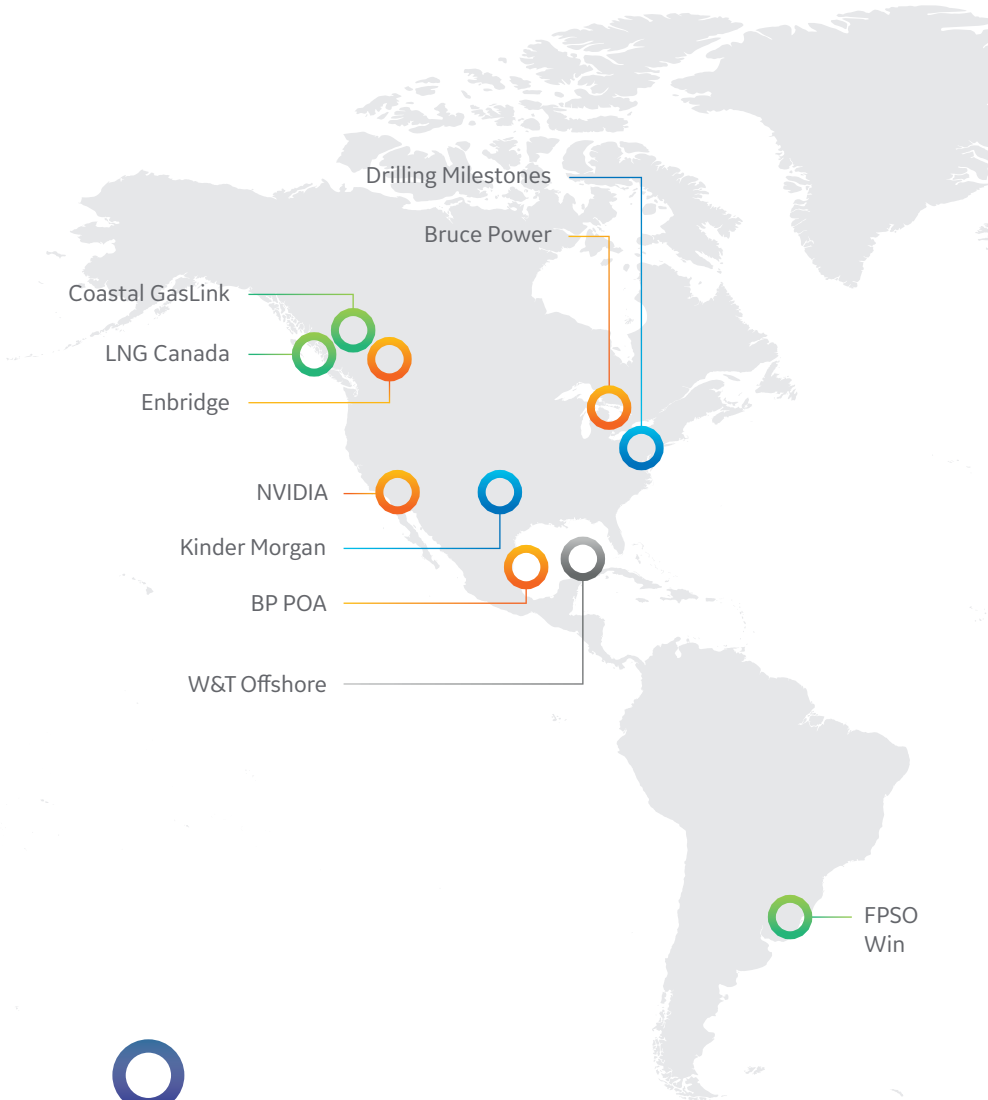 Drilling Milestones
Bruce Power
Coastal GasLink
LNG Canada
Enbridge
NVIDIA
Kinder Morgan
BP POA
W&T Offshore
FPSO
Win